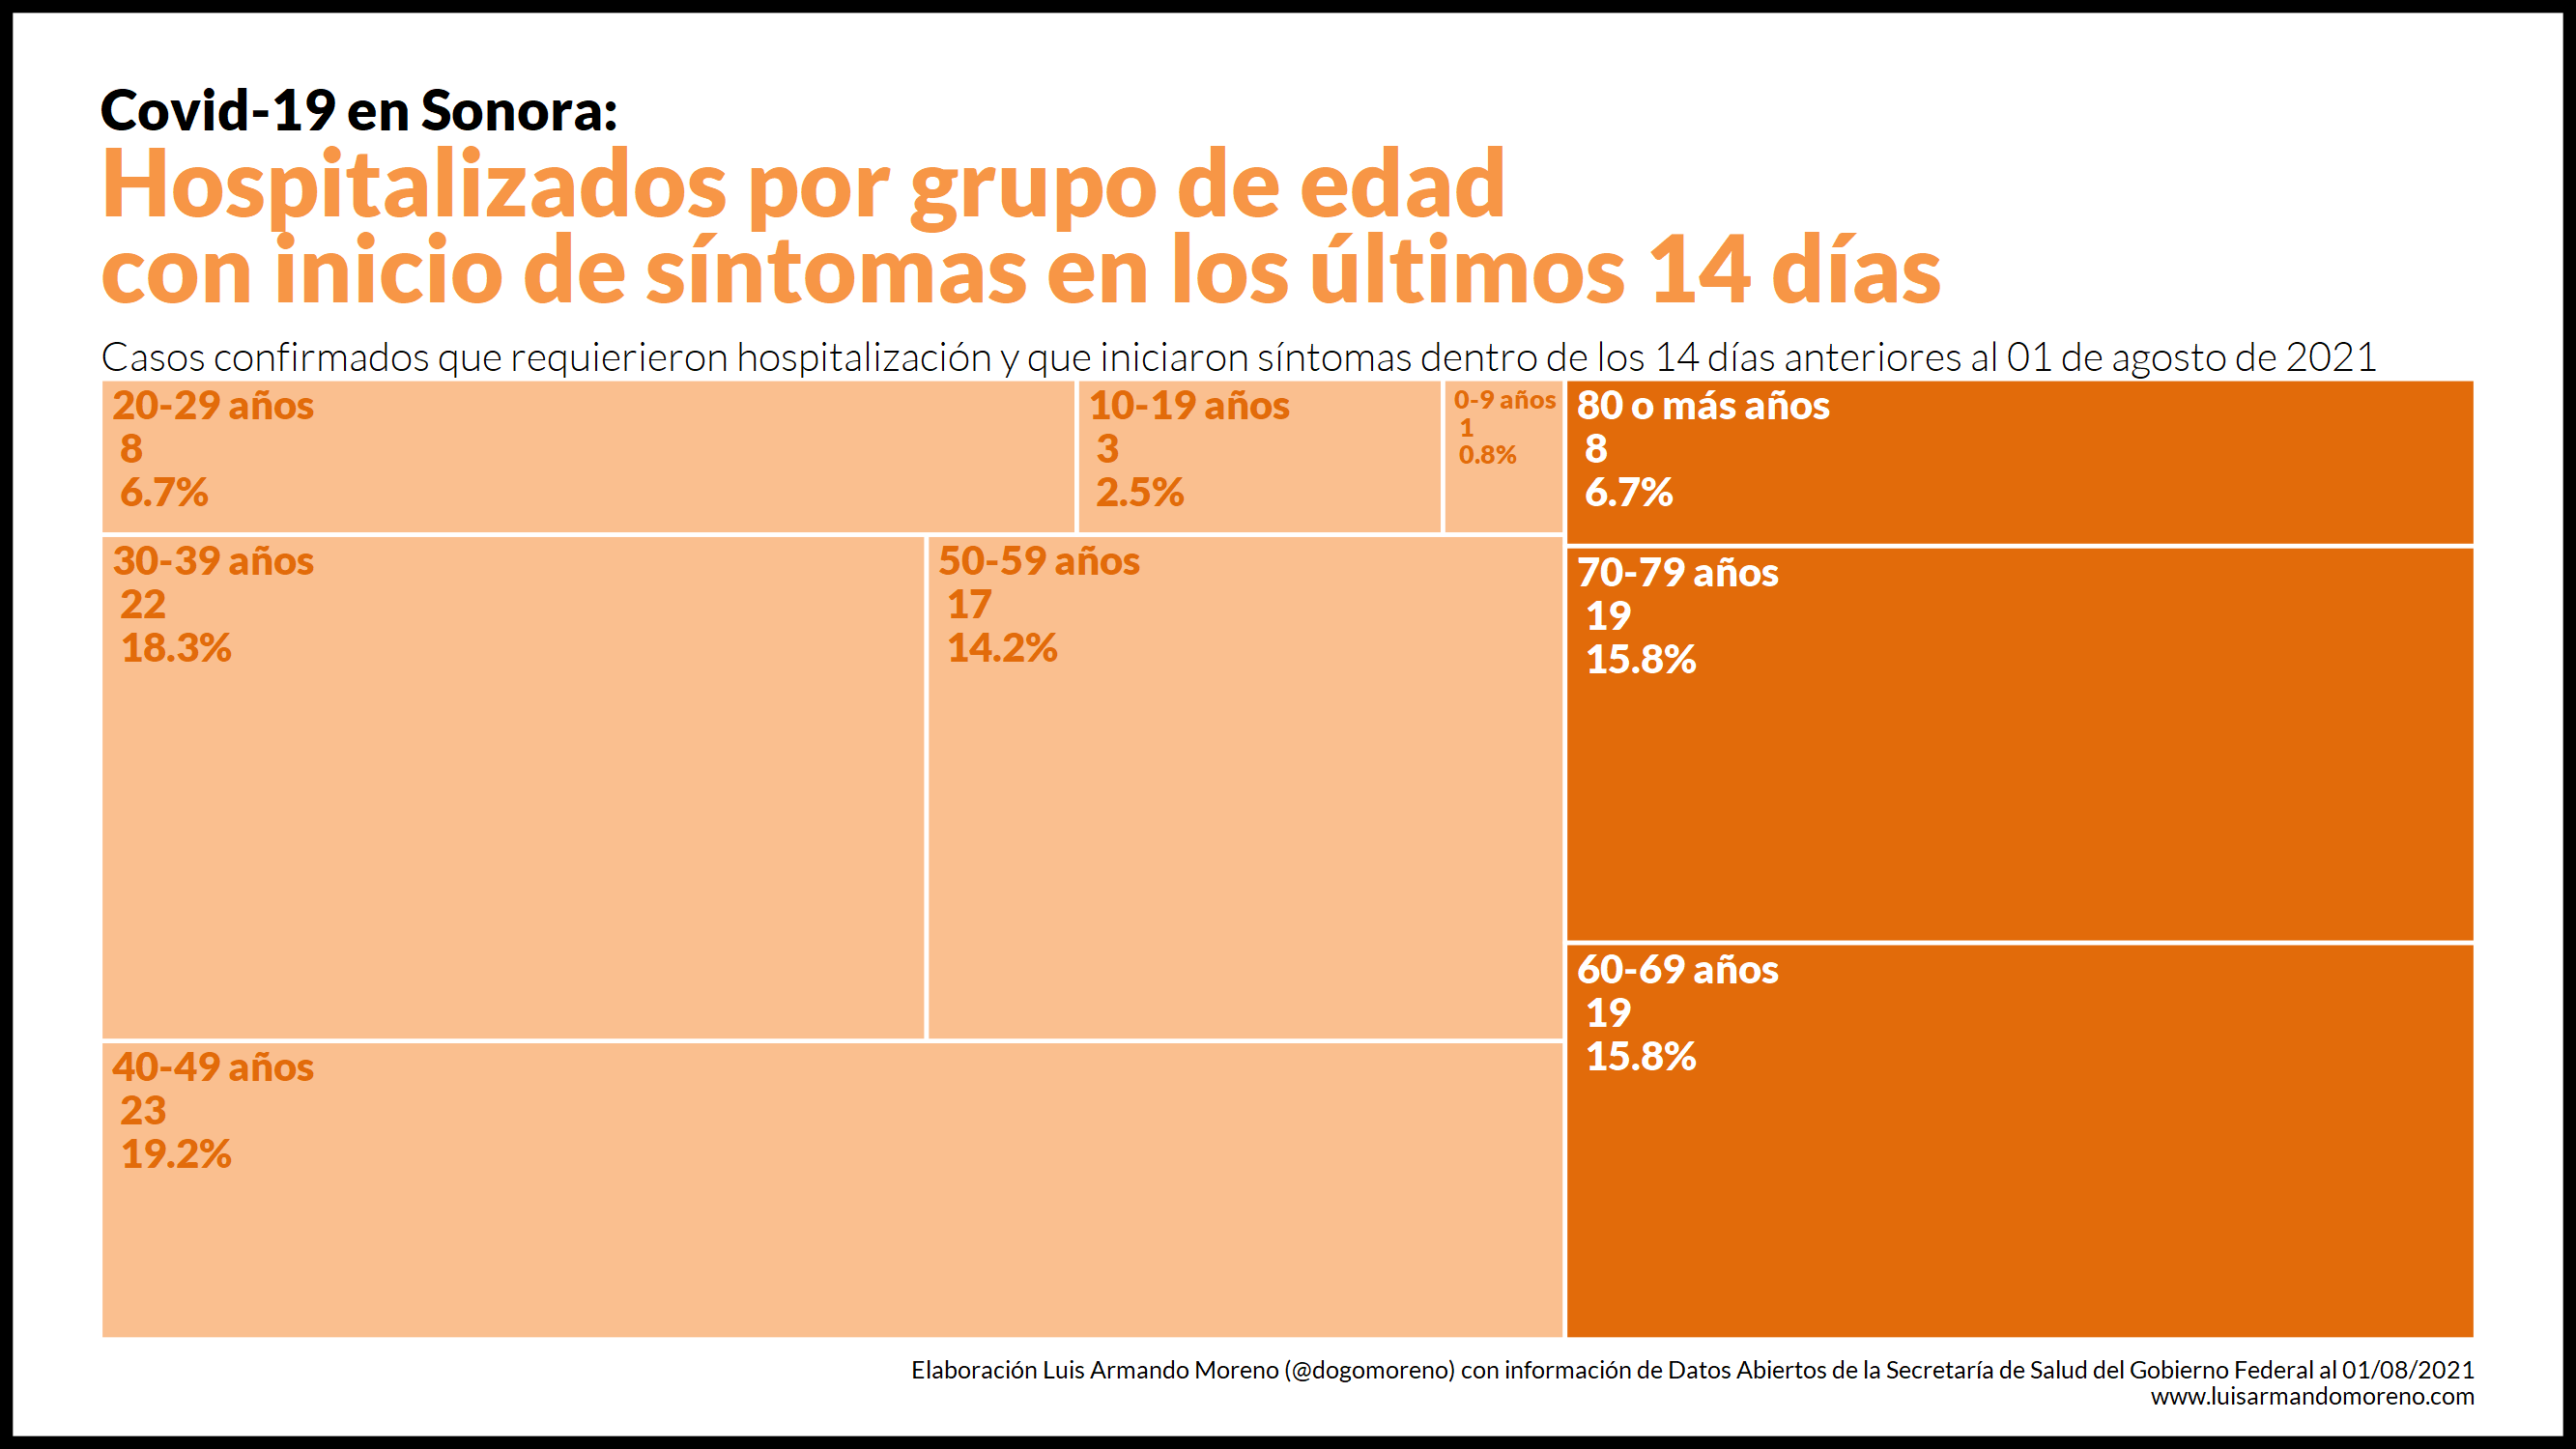 Covid-19 en Sonora:
Hospitalizados por grupo de edad
con inicio de síntomas en los últimos 14 días
Casos confirmados que requierieron hospitalización y que iniciaron síntomas dentro de los 14 días anteriores al 01 de agosto de 2021
20-29 años
8
6.7%
10-19 años
3
2.5%
0-9 años
1
0.8%
80 o más años
8
6.7%
30-39 años
22
18.3%
50-59 años
17
14.2%
70-79 años
19
15.8%
60-69 años
19
15.8%
40-49 años
23
19.2%
Elaboración Luis Armando Moreno (@dogomoreno) con información de Datos Abiertos de la Secretaría de Salud del Gobierno Federal al 01/08/2021
www.luisarmandomoreno.com